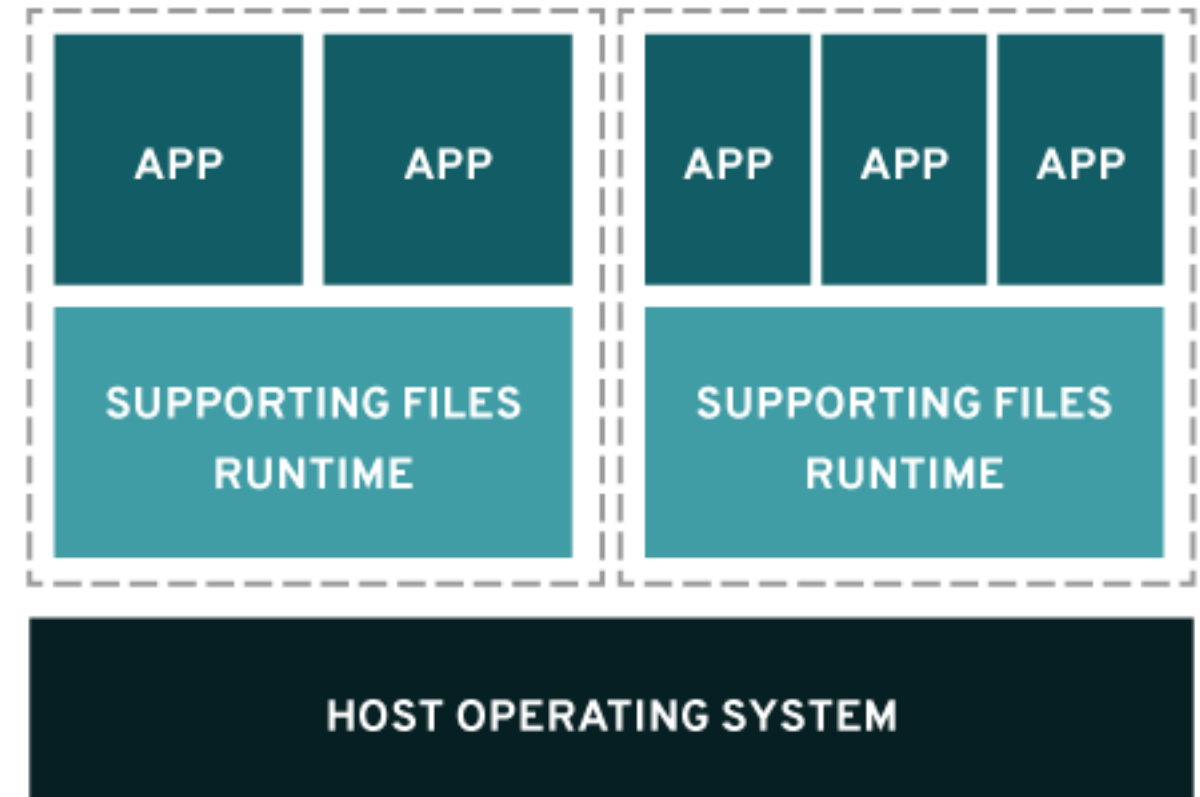 APP
APP
APP
APP
APP
SUPPORTING FILES
RUNTIME
SUPPORTING FILES
RUNTIME
HOST OPERATING SYSTEM